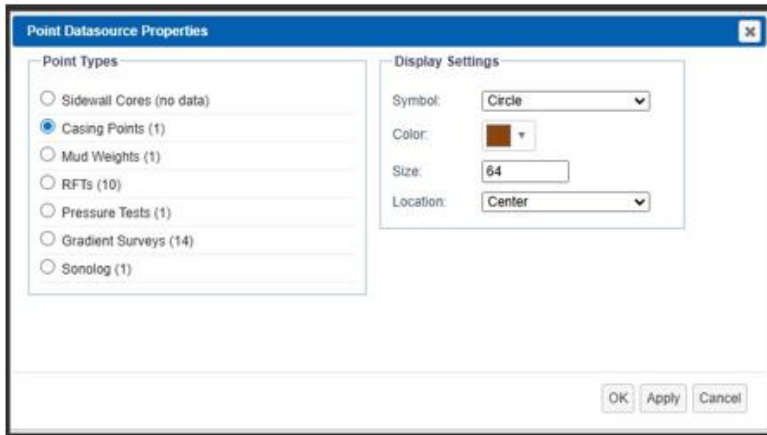 Point Datasource Properties
Point Types
Sidewall Cores (no data)
Casing Points (1)
Mud Weights (1)
RFTs (10)
Pressure Tests (1)
Gradient Surveys (14)
Sonolog (1)
Display Settings
Symbol: Circle
Color:
Size: 64
Location: Center
OK Apply Cancel